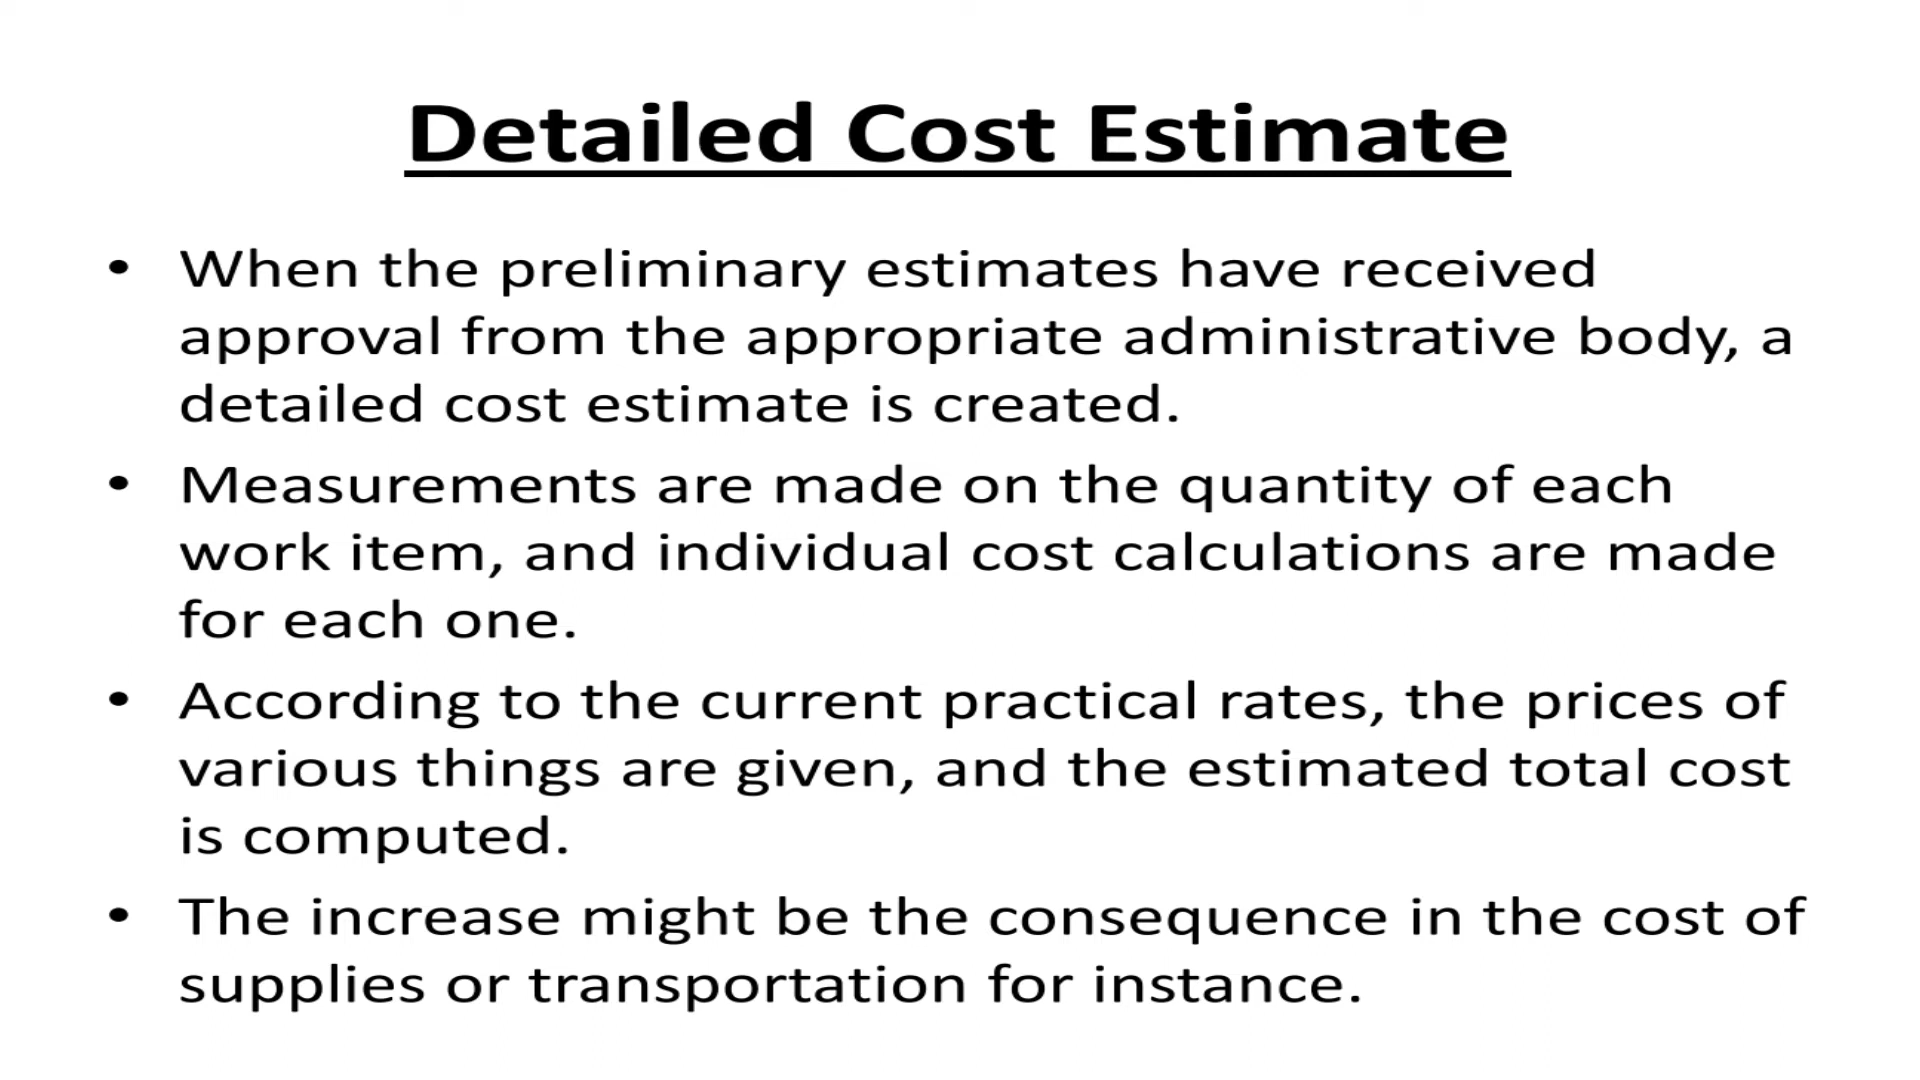 Detailed Cost Estimate
• When the preliminary estimates have received
approval from the appropriate administrative body, a
detailed cost estimate is created.
• Measurements are made on the quantity of each
work item, and individual cost calculations are made
for each one.
• According to the current practical rates, the prices of
various things are given, and the estimated total cost
is computed.
• The increase might be the consequence in the cost of
supplies or transportation for instance.